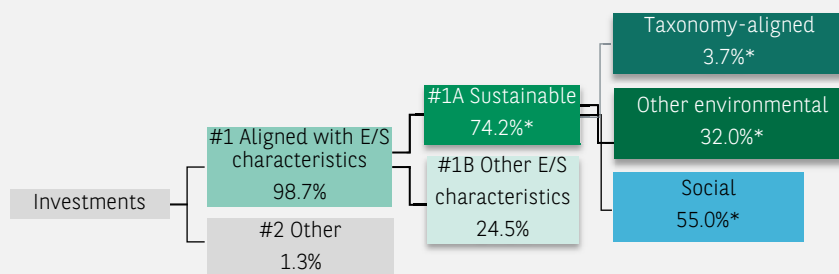 Investments
#1 Aligned with E/S
characteristics
98.7%
#2 Other
1.3%
#1A Sustainable
74.2%*
#1B Other E/S
characteristics
24.5%
Taxonomy-aligned
3.7%*
Other environmental
32.0%*
Social
55.0%*